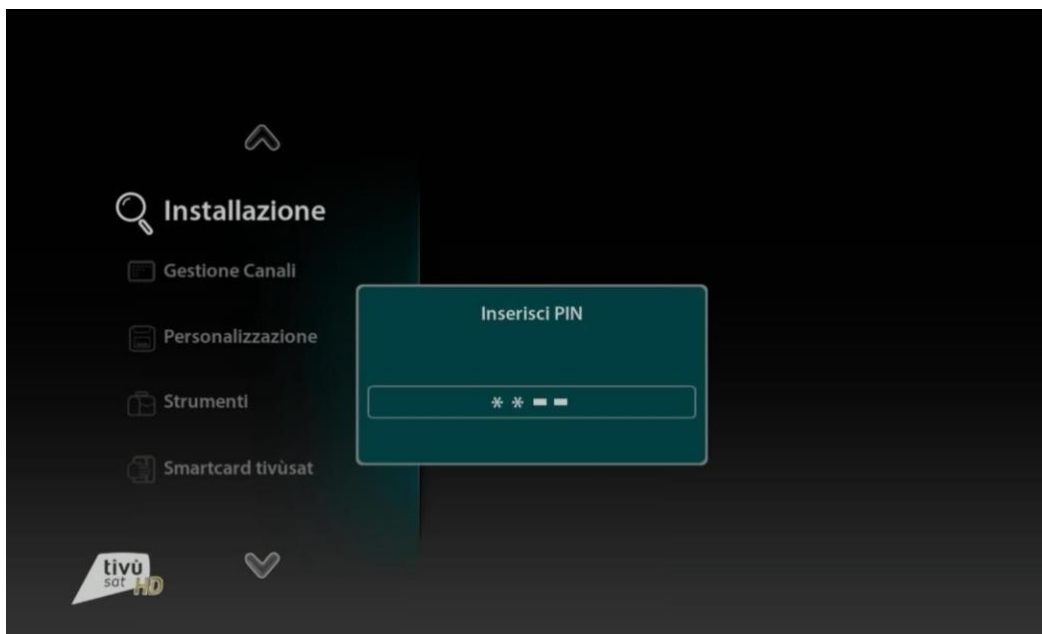 Installazione
Gestione Canali
Personalizzazione
Strumenti
Smartcard tivùsat
Inserisci PIN
* * - -
tivù
sat HD